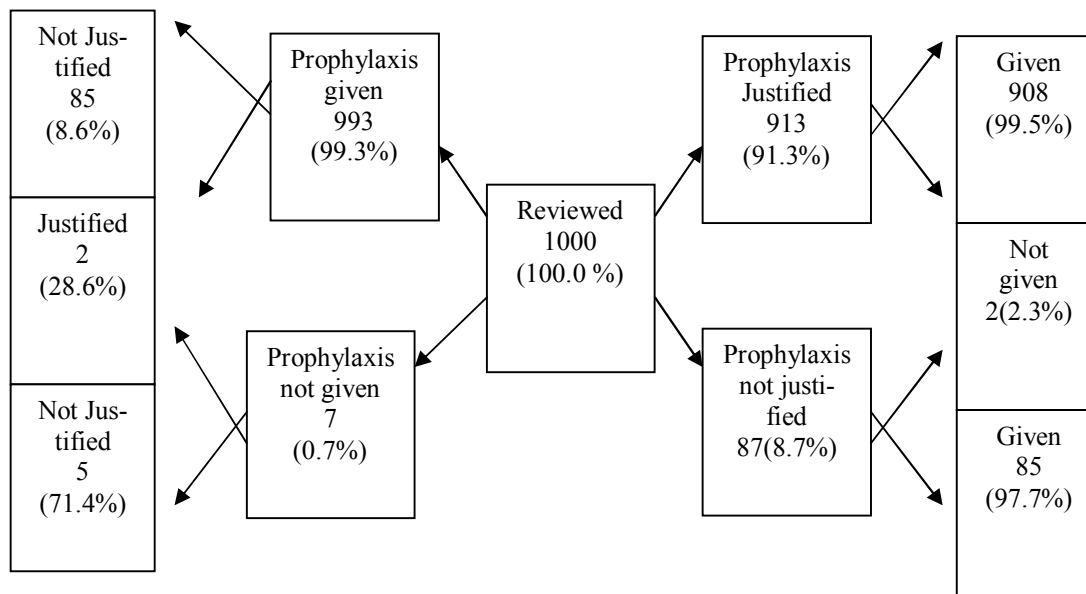 Not Jus-
tified
85
(8.6%)
Justified
2
(28.6%)
Not Jus-
tified
5
(71.4%)
Prophylaxis
given
993
(99.3%)
Prophylaxis
not given
7
(0.7%)
Reviewed
1000
(100.0 %)
Prophylaxis
Justified
913
(91.3%)
Prophylaxis
not justi-
fied
87(8.7%)
Given
908
(99.5%)
Not
given
2(2.3%)
Given
85
(97.7%)